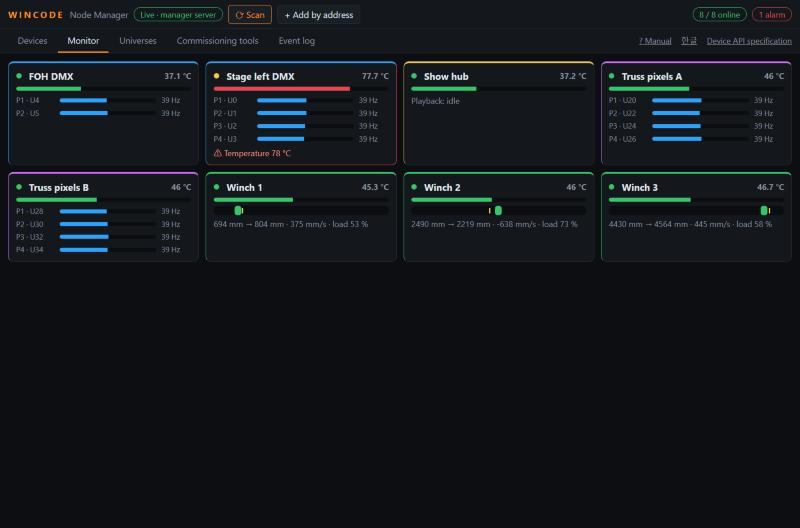 WINCODE Node Manager Live · manager server Scan + Add by address 8 / 8 online 1 alarm
Devices Monitor Universes Commissioning tools Event log ? Manual 한글 Device API specification
FOH DMX 37.1 °C
P1 · U4 39 Hz
P2 · U5 39 Hz
Stage left DMX 77.7 °C
P1 · U0 39 Hz
P2 · U1 39 Hz
P3 · U2 39 Hz
P4 · U3 39 Hz
⚠ Temperature 78 °C
Show hub 37.2 °C
Playback: idle
Truss pixels A 46 °C
P1 · U20 39 Hz
P2 · U22 39 Hz
P3 · U24 39 Hz
P4 · U26 39 Hz
Truss pixels B 46 °C
P1 · U28 39 Hz
P2 · U30 39 Hz
P3 · U32 39 Hz
P4 · U34 39 Hz
Winch 1 45.3 °C
694 mm → 804 mm · 375 mm/s · load 53 %
Winch 2 46 °C
2490 mm → 2219 mm · -638 mm/s · load 73 %
Winch 3 46.7 °C
4430 mm → 4564 mm · 445 mm/s · load 58 %